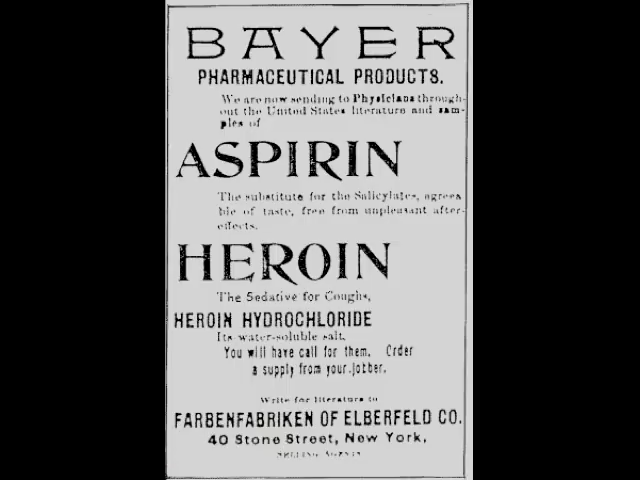 BAYER
PHARMACEUTICAL PRODUCTS.
We are now sending to Physicians through-
out the United States literature and sam-
ples of
ASPIRIN
The substitute for the Salicylates, agreea
ble of taste, free from unpleasant after-
effects.
HEROIN
The Sedative for Coughs,
HEROIN HYDROCHLORIDE
Its water-soluble salt.
You will have call for them. Order
a supply from your jobber.
Write for literature to
FARBENFABRIKEN OF ELBERFELD CO.
40 Stone Street, New York,
SELLING AGENTS